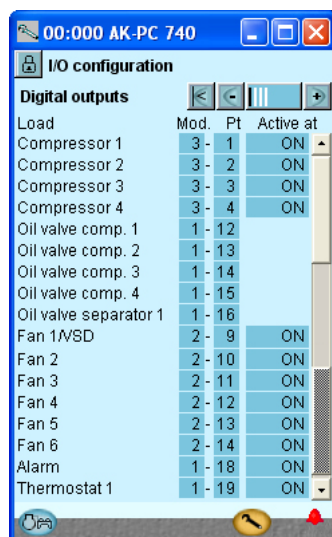 00:000 AK-PC 740
I/O configuration
Digital outputs
Load Mod. Pt Active at
Compressor 1 3 - 1 ON
Compressor 2 3 - 2 ON
Compressor 3 3 - 3 ON
Compressor 4 3 - 4 ON
Oil valve comp. 1 1 - 12
Oil valve comp. 2 1 - 13
Oil valve comp. 3 1 - 14
Oil valve comp. 4 1 - 15
Oil valve separator 1 1 - 16
Fan 1/VSD 2 - 9 ON
Fan 2 2 - 10 ON
Fan 3 2 - 11 ON
Fan 4 2 - 12 ON
Fan 5 2 - 13 ON
Fan 6 2 - 14 ON
Alarm 1 - 18 ON
Thermostat 1 1 - 19 ON